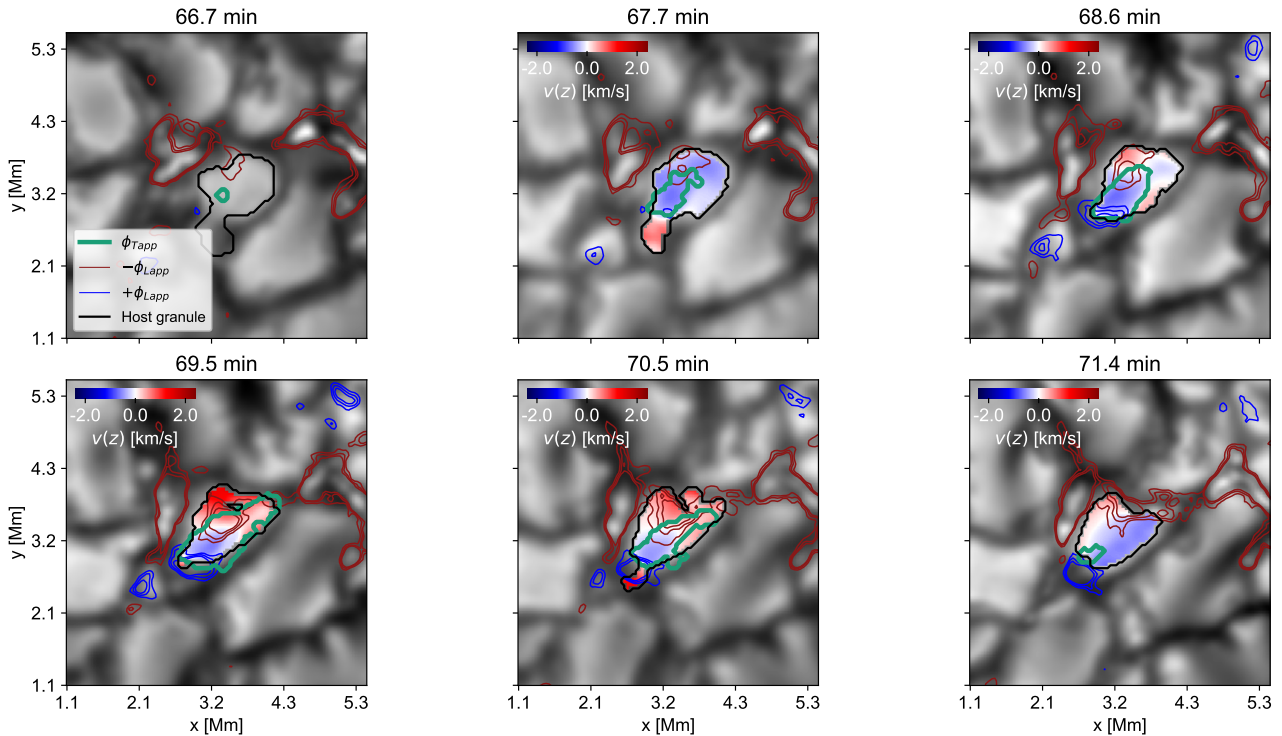 66.7 min
67.7 min
68.6 min
5.3
4.3
3.2
2.1
1.1
y [Mm]
-2.0 0.0 2.0
v(z) [km/s]
-2.0 0.0 2.0
v(z) [km/s]
ϕTapp
−ϕLapp
+ϕLapp
Host granule
1.1 
69.5 min
70.5 min
71.4 min
5.3
4.3
3.2
2.1
1.1
y [Mm]
-2.0 0.0 2.0
v(z) [km/s]
-2.0 0.0 2.0
v(z) [km/s]
-2.0 0.0 2.0
v(z) [km/s]
1.1 2.1 3.2 4.3 5.3
x [Mm]
1.1 2.1 3.2 4.3 5.3
x [Mm]
1.1 2.1 3.2 4.3 5.3
x [Mm]